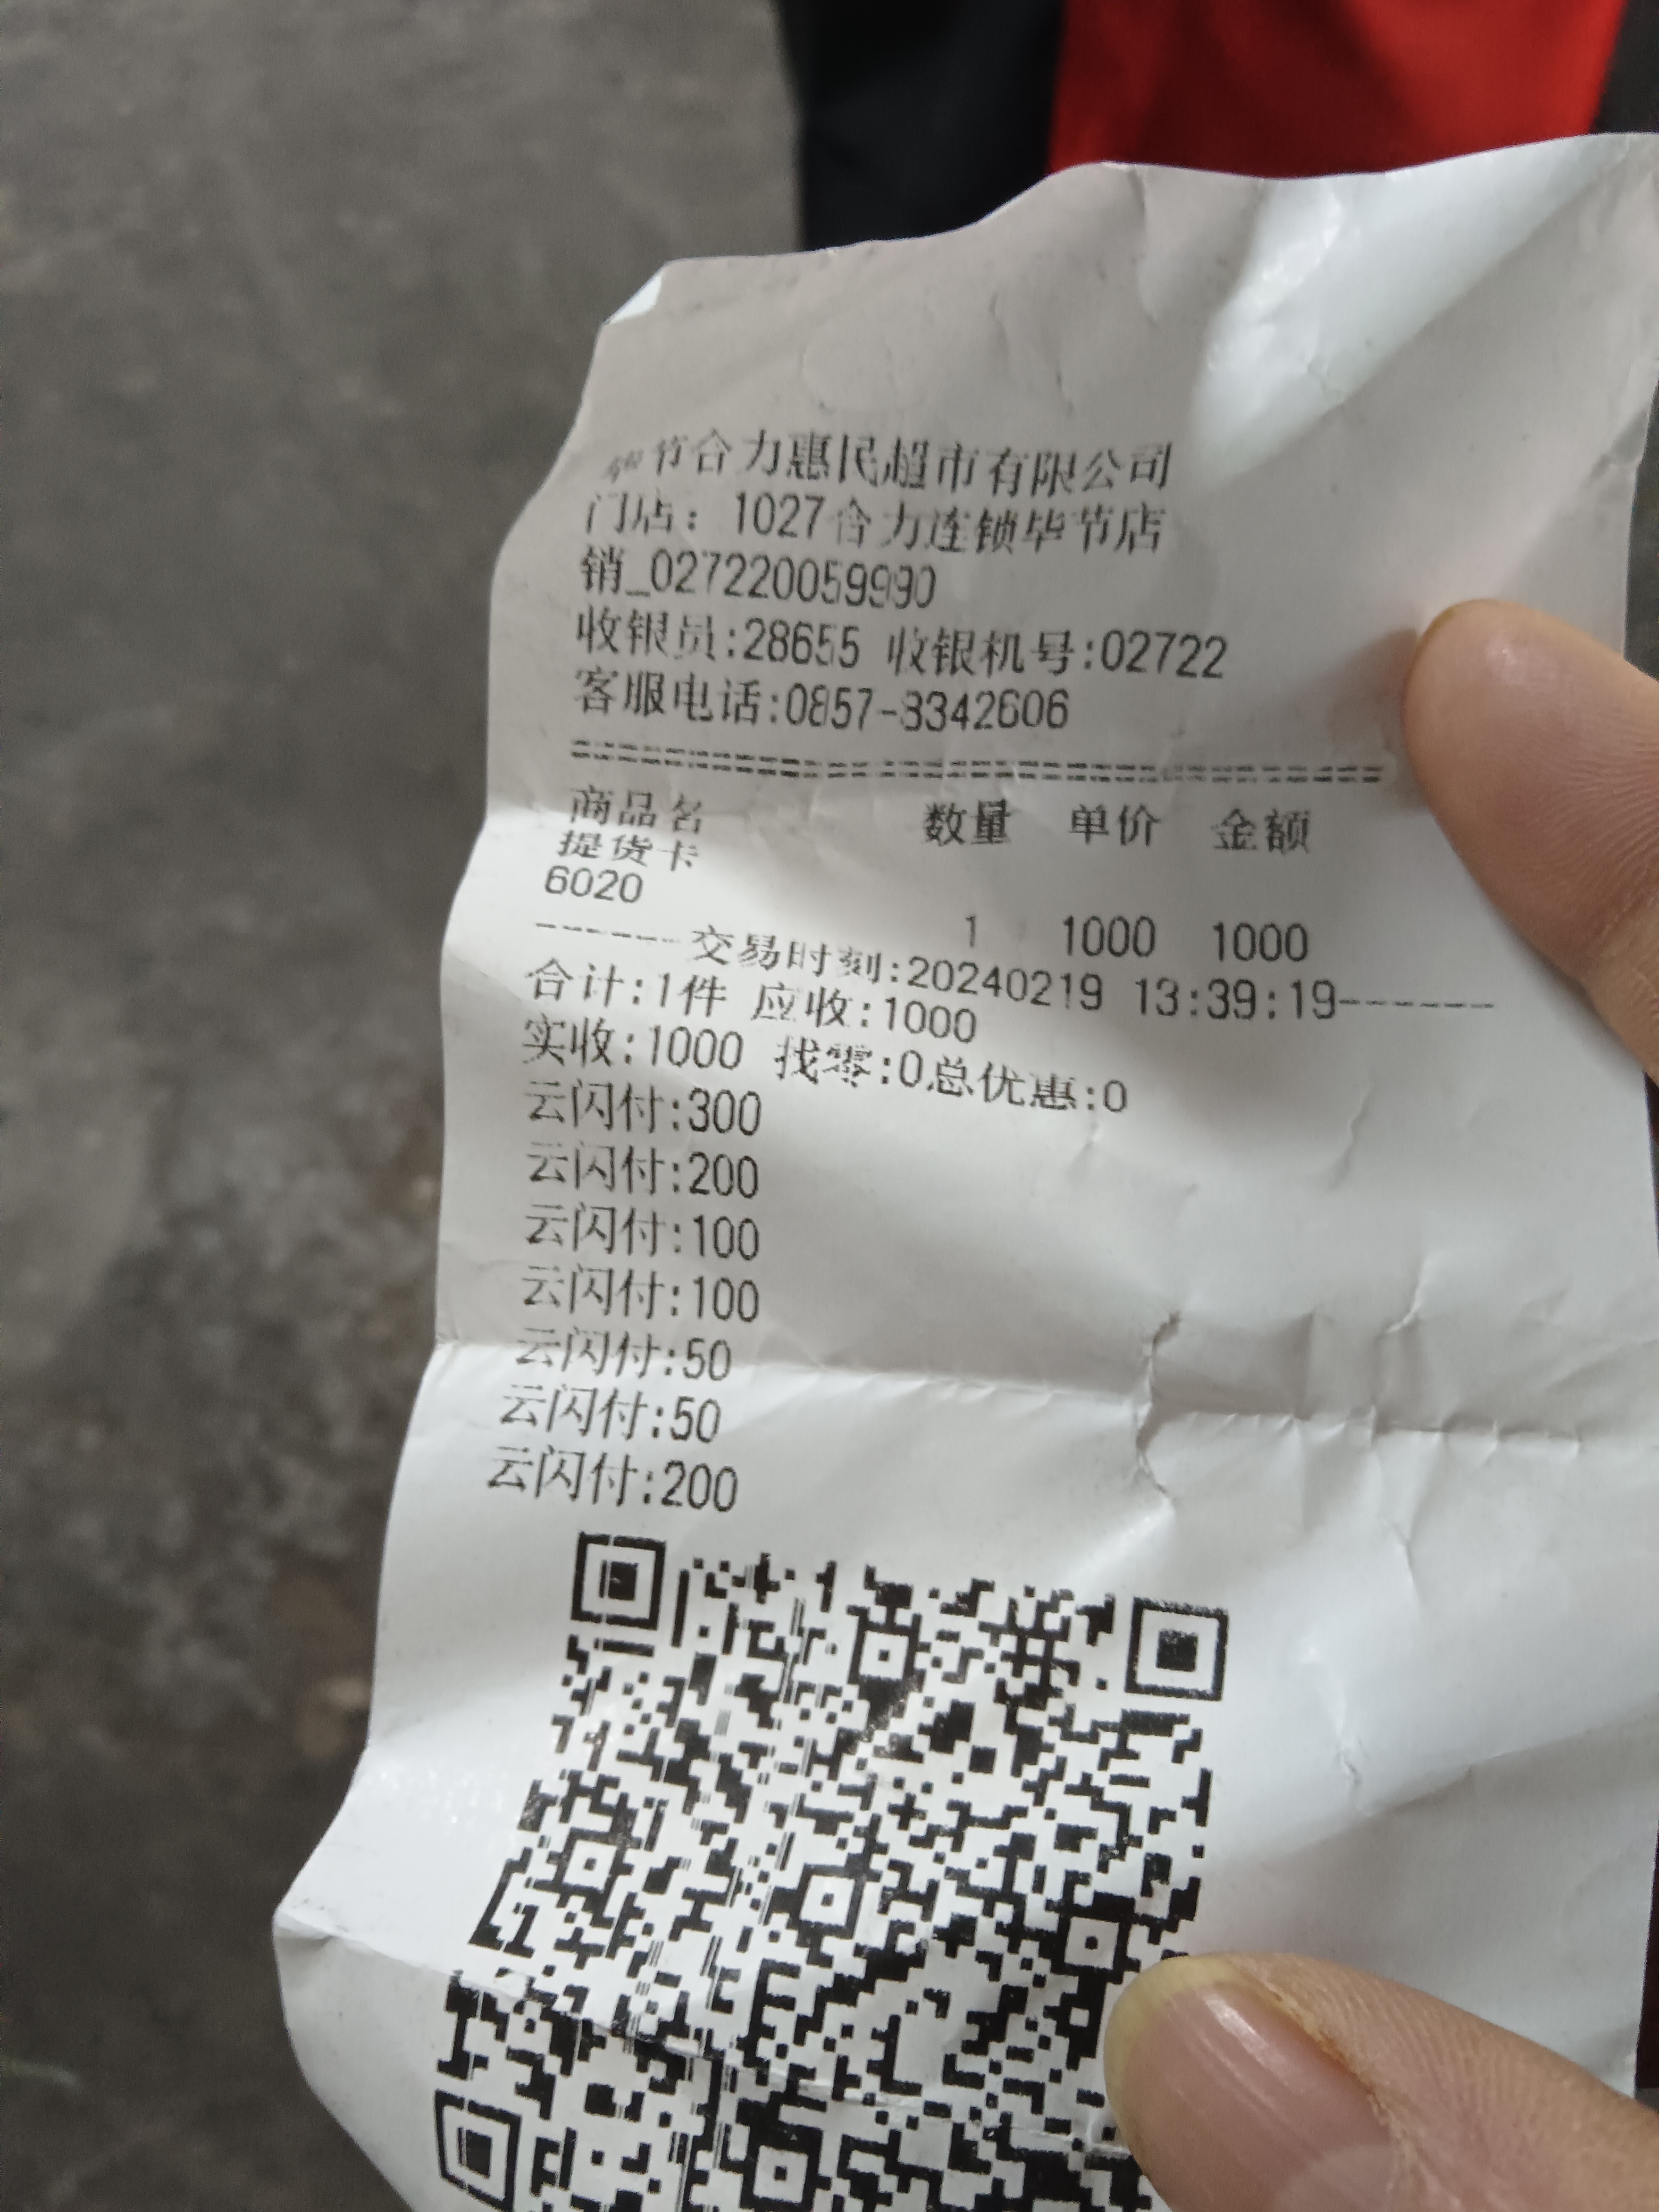 毕节合力惠民超市有限公司
门店：1027合力连锁毕节店
销_027220059990
收银员:28655 收银机号:02722
客服电话:0857-8342606
==================================
商品名 数量 单价 金额
提货卡
6020
1 1000 1000
------交易时刻:20240219 13:39:19------
合计:1件 应收:1000
实收:1000 找零:0总优惠:0
云闪付:300
云闪付:200
云闪付:100
云闪付:100
云闪付:50
云闪付:50
云闪付:200